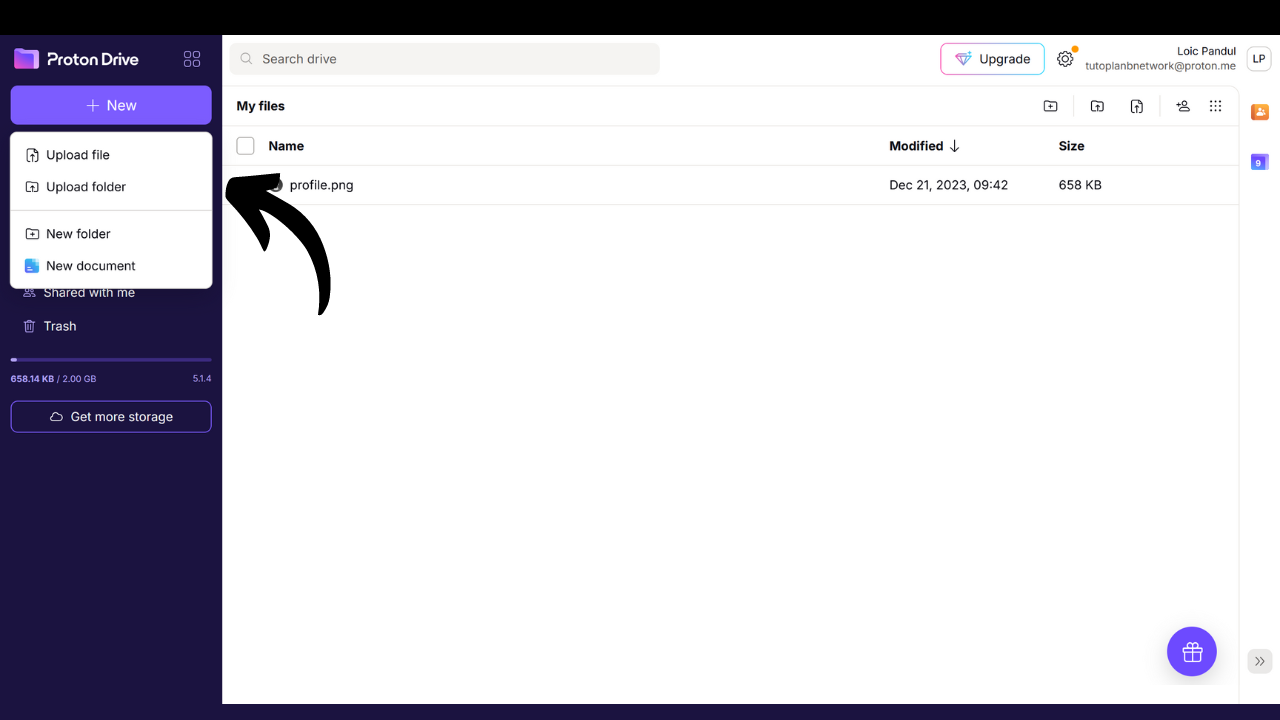 Proton Drive
Search drive
Upgrade
Loic Pandul
tutoplanbnetwork@proton.me
LP
New
My files
Upload file
Upload folder
New folder
New document
Shared with me
Trash
658.14 KB / 2.00 GB
5.1.4
Get more storage
Name
Modified
Size
profile.png
Dec 21, 2023, 09:42
658 KB
9